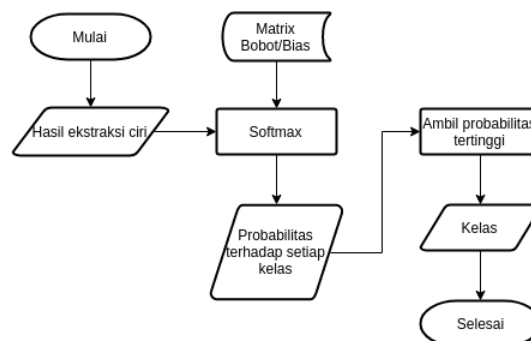 Mulai
Hasil ekstraksi ciri
Matrix
Bobot/Bias
Softmax
Probabilitas
terhadap setiap
kelas
Ambil probabilitas
tertinggi
Kelas
Selesai